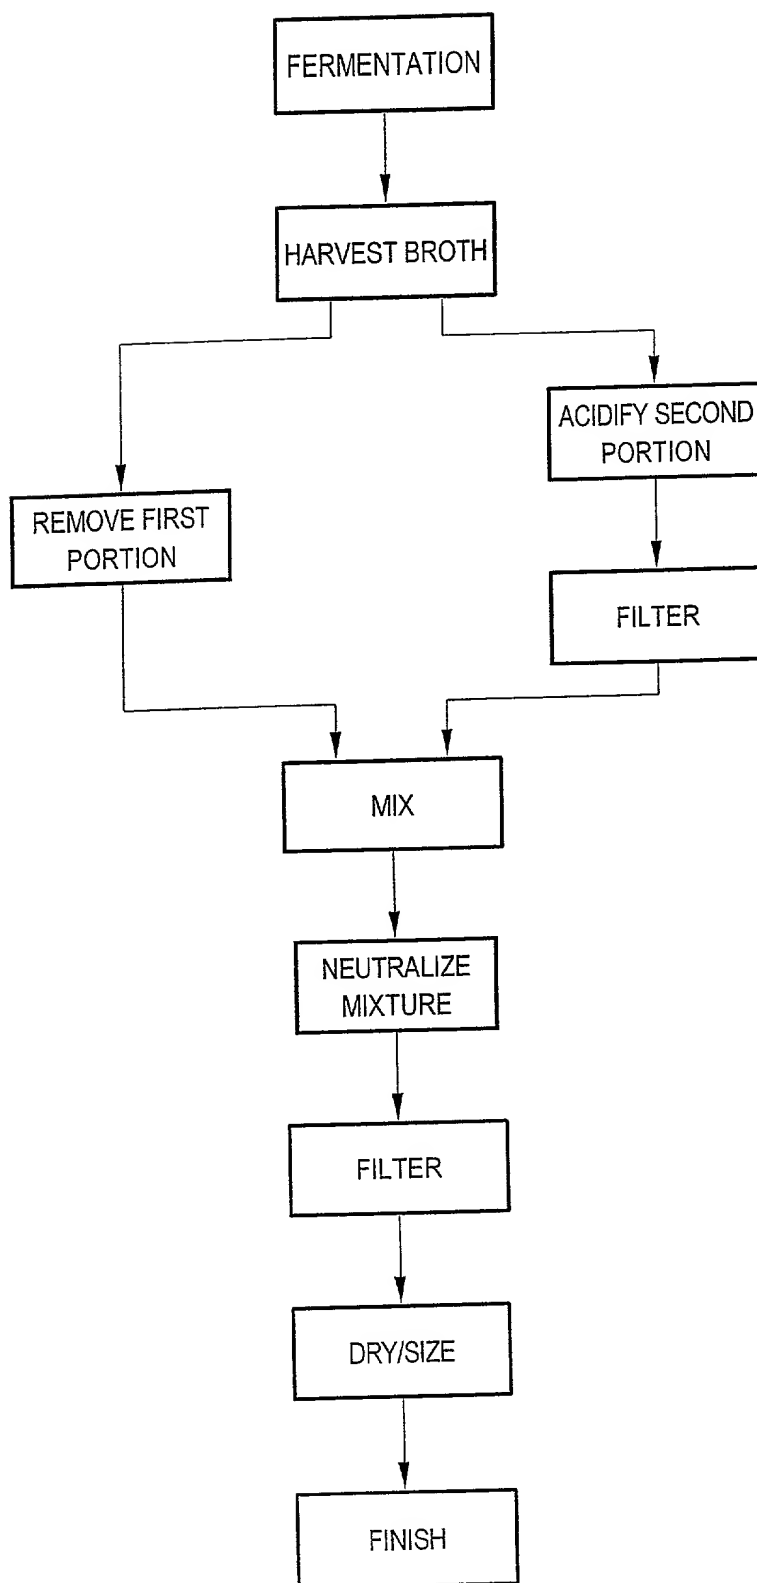 FERMENTATION
HARVEST BROTH
ACIDIFY SECOND
PORTION
REMOVE FIRST
PORTION
FILTER
MIX
NEUTRALIZE
MIXTURE
FILTER
DRY/SIZE
FINISH